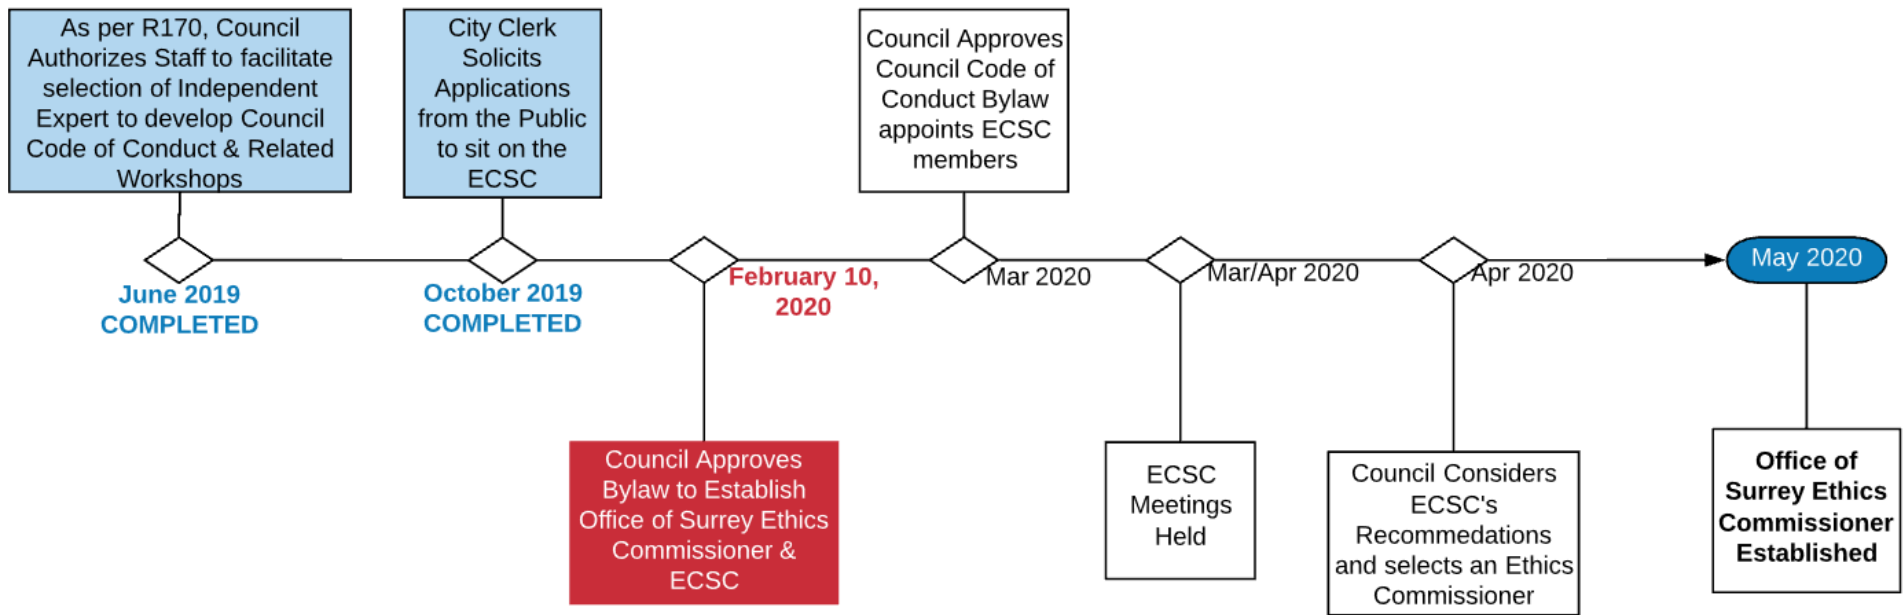 As per R170, Council
Authorizes Staff to facilitate
selection of Independent
Expert to develop Council
Code of Conduct & Related
Workshops
City Clerk
Solicits
Applications
from the Public
to sit on the
ECSC
Council Approves
Council Code of
Conduct Bylaw
appoints ECSC
members
June 2019
COMPLETED
October 2019
COMPLETED
February 10,
2020
Mar 2020
Mar/Apr 2020
Apr 2020
May 2020
Council Approves
Bylaw to Establish
Office of Surrey Ethics
Commissioner &
ECSC
ECSC
Meetings
Held
Council Considers
ECSC's
Recommedations
and selects an Ethics
Commissioner
Office of
Surrey Ethics
Commissioner
Established